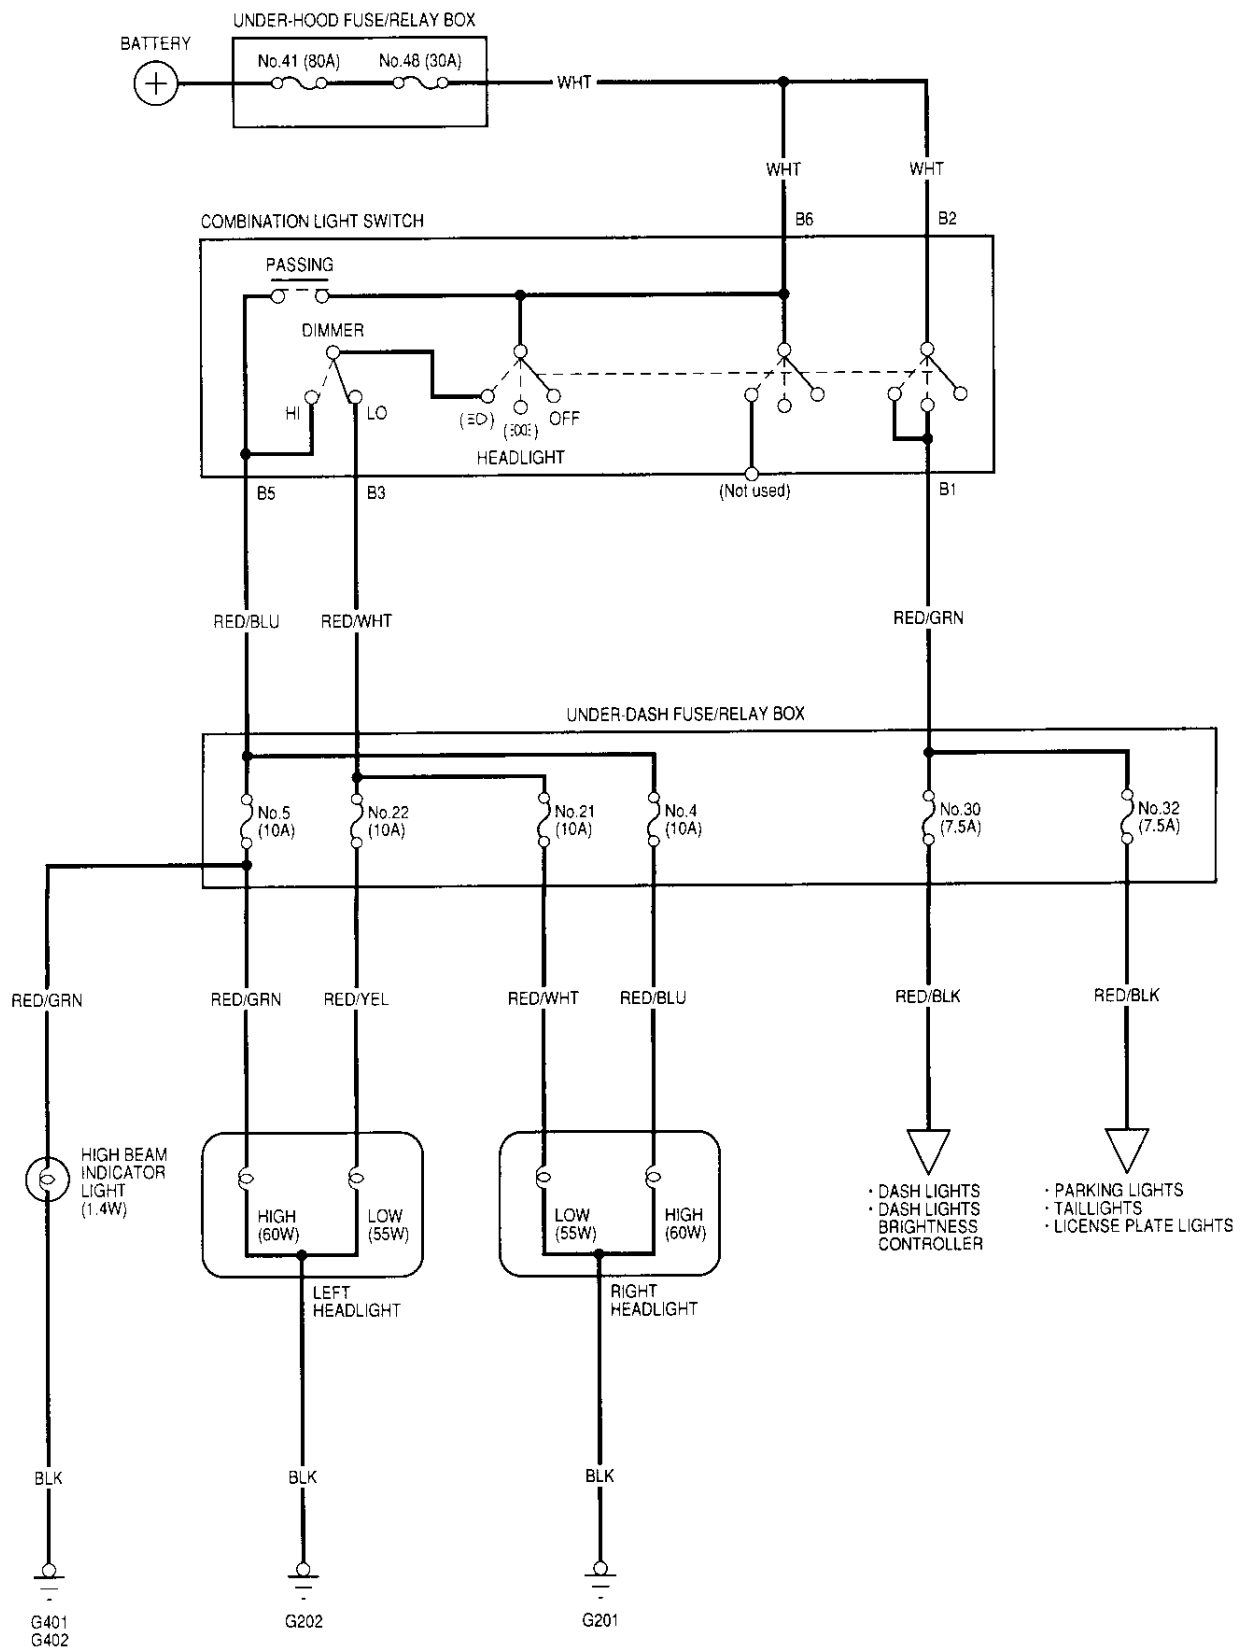 UNDER-HOOD FUSE/RELAY BOX
BATTERY
No.41 (80A)
No.48 (30A)
WHT
WHT
WHT
COMBINATION LIGHT SWITCH
B6
B2
PASSING
DIMMER
HI
LO
OFF
HEADLIGHT
B5
B3
(Not used)
B1
RED/BLU
RED/WHT
RED/GRN
UNDER-DASH FUSE/RELAY BOX
No.5
(10A)
No.22
(10A)
No.21
(10A)
No.4
(10A)
No.30
(7.5A)
No.32
(7.5A)
RED/GRN
RED/GRN
RED/YEL
RED/WHT
RED/BLU
RED/BLK
RED/BLK
HIGH BEAM
INDICATOR
LIGHT
(1.4W)
HIGH
(60W)
LOW
(55W)
LOW
(55W)
HIGH
(60W)
· DASH LIGHTS
· DASH LIGHTS
BRIGHTNESS
CONTROLLER
· PARKING LIGHTS
· TAILLIGHTS
· LICENSE PLATE LIGHTS
LEFT
HEADLIGHT
RIGHT
HEADLIGHT
BLK
BLK
BLK
G401
G402
G202
G201